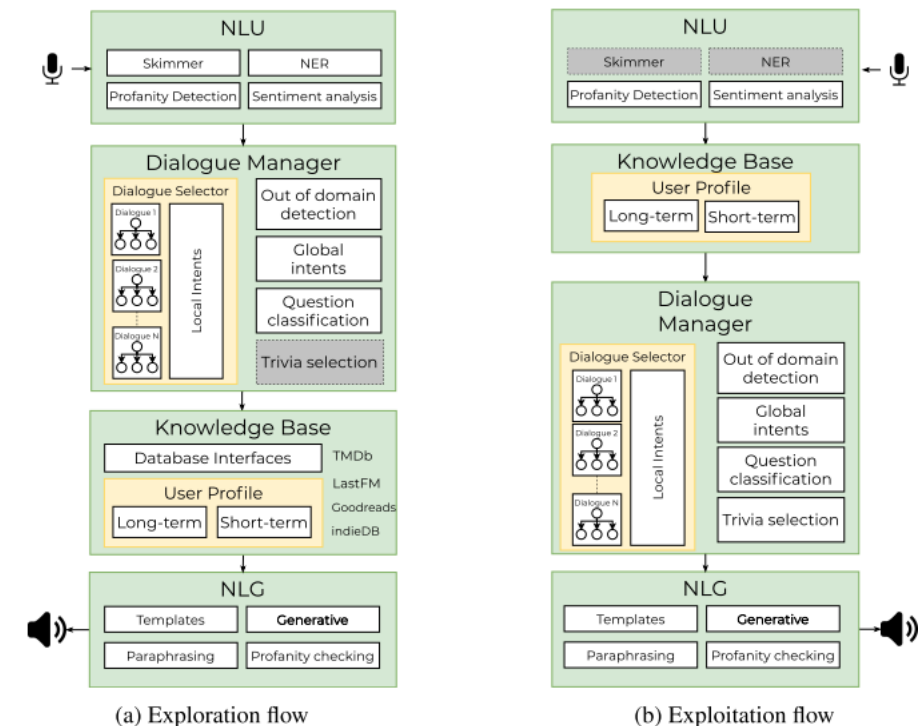 NLU
Skimmer
NER
Profanity Detection
Sentiment analysis
Dialogue Manager
Dialogue Selector
Dialogue 1
Dialogue 2
Dialogue N
Local Intents
Out of domain
detection
Global
intents
Question
classification
Trivia selection
Knowledge Base
Database Interfaces
TMDb
LastFM
Goodreads
indieDB
User Profile
Long-term
Short-term
NLG
Templates
Generative
Paraphrasing
Profanity checking
(a) Exploration flow
NLU
Skimmer
NER
Profanity Detection
Sentiment analysis
Knowledge Base
User Profile
Long-term
Short-term
Dialogue
Manager
Dialogue Selector
Dialogue 1
Dialogue 2
Dialogue N
Local Intents
Out of domain
detection
Global
intents
Question
classification
Trivia selection
NLG
Templates
Generative
Paraphrasing
Profanity checking
(b) Exploitation flow